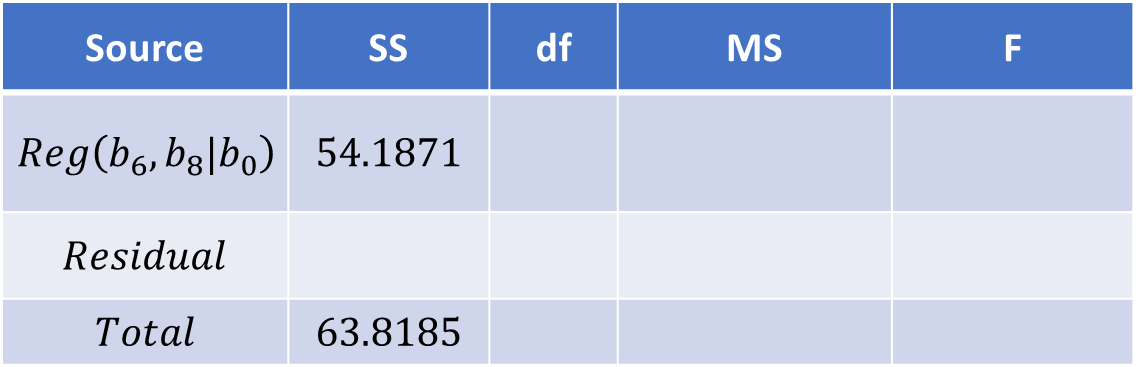 Source SS df MS F
Reg(b₆, b₈|b₀) 54.1871
Residual
Total 63.8185